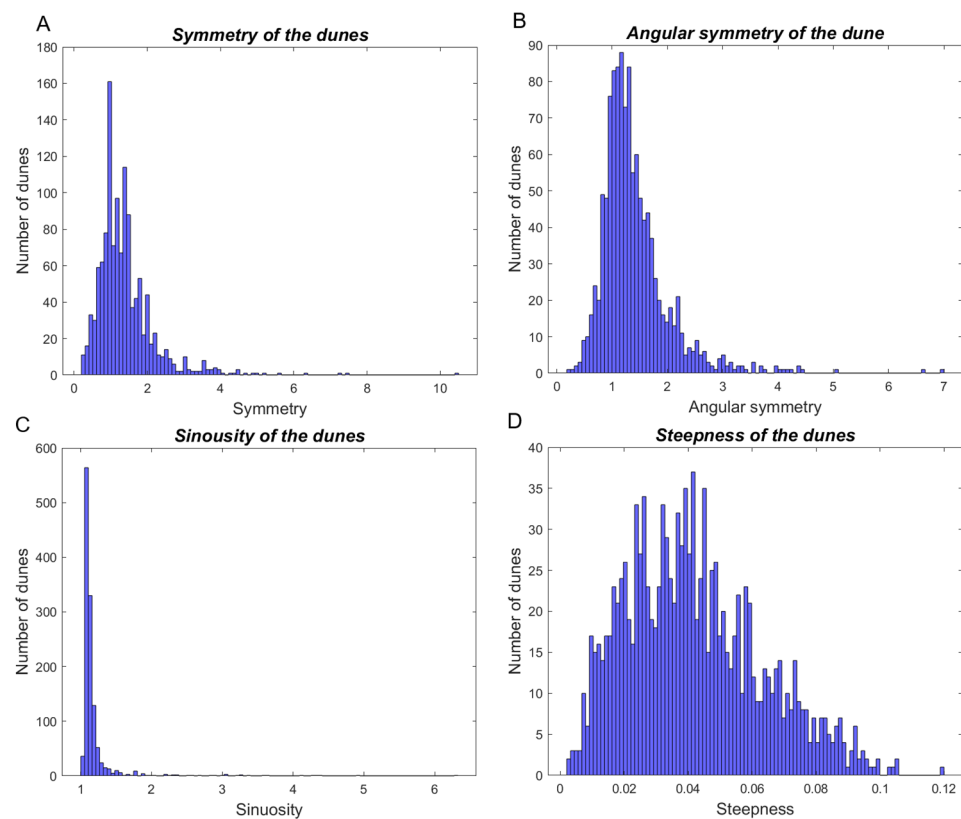 A
Symmetry of the dunes
180
160
140
120
100
80
60
40
20
0
Number of dunes
0 2 4 6 8 10
Symmetry
B
Angular symmetry of the dune
90
80
70
60
50
40
30
20
10
0
Number of dunes
0 1 2 3 4 5 6 7
Angular symmetry
C
Sinousity of the dunes
600
500
400
300
200
100
0
Number of dunes
1 2 3 4 5 6
Sinuosity
D
Steepness of the dunes
40
35
30
25
20
15
10
5
0
Number of dunes
0 0.02 0.04 0.06 0.08 0.1 0.12
Steepness